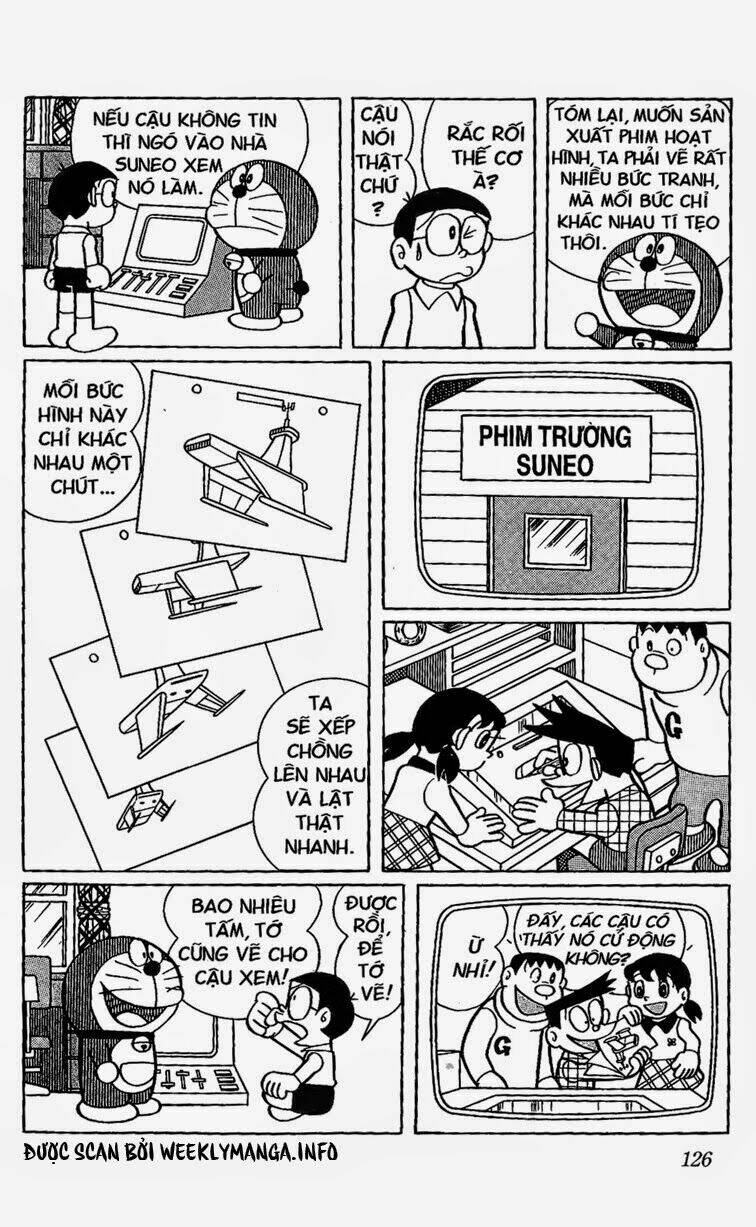 TÓM LẠI, MUỐN SẢN
XUẤT PHIM HOẠT
HÌNH, TA PHẢI VẼ RẤT
NHIỀU BỨC TRANH,
MÀ MỖI BỨC CHỈ
KHÁC NHAU TÍ TẸO
THÔI.
RẮC RỐI
THẾ CƠ
À?
CẬU
NÓI
THẬT
CHỨ
?
NẾU CẬU KHÔNG TIN
THÌ NGÓ VÀO NHÀ
SUNEO XEM
NÓ LÀM.
PHIM TRƯỜNG
SUNEO
G
MỖI BỨC
HÌNH NÀY
CHỈ KHÁC
NHAU MỘT
CHÚT...
TA
SẼ XẾP
CHỒNG
LÊN NHAU
VÀ LẬT
THẬT
NHANH.
ĐẤY, CÁC CẬU CÓ
THẤY NÓ CỬ ĐỘNG
KHÔNG?
Ừ
NHỈ!
G
ĐƯỢC
RỒI,
ĐỂ
TỚ
VẼ!
BAO NHIÊU
TẤM, TỚ
CŨNG VẼ CHO
CẬU XEM!
ĐƯỢC SCAN BỞI WEEKLYMANGA.INFO
126